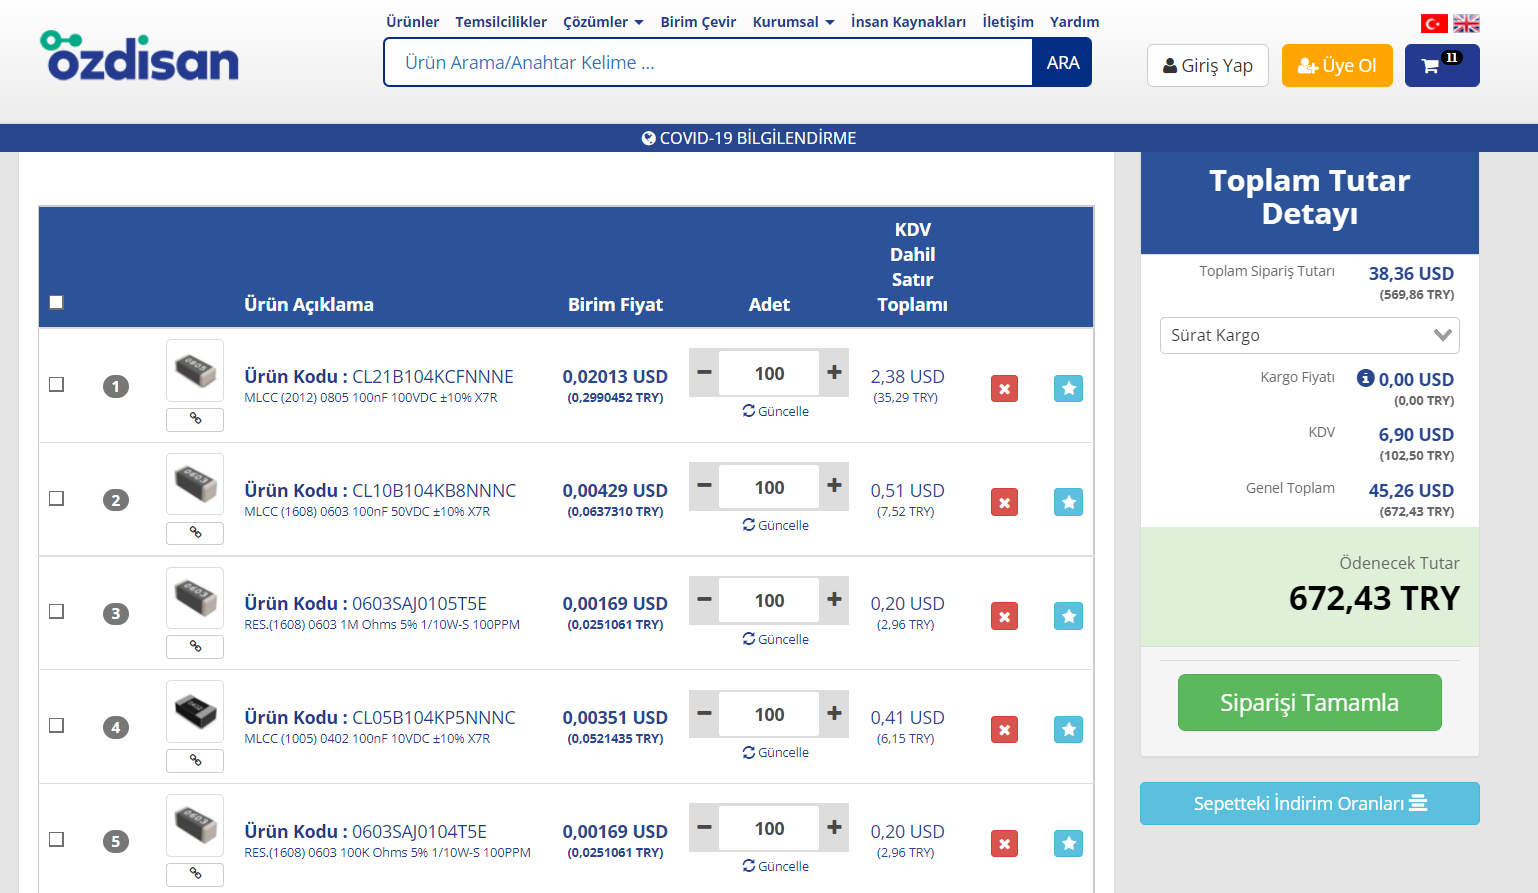 Ürünler Temsilcilikler Çözümler Birim Çevir Kurumsal İnsan Kaynakları İletişim Yardım
özdisan
Ürün Arama/Anahtar Kelime ... ARA
Giriş Yap Üye Ol 11
COVID-19 BİLGİLENDİRME
Ürün Açıklama Birim Fiyat Adet KDV Dahil Satır Toplamı
1
0805
Ürün Kodu : CL21B104KCFNNNE
MLCC (2012) 0805 100nF 100VDC ±10% X7R
0,02013 USD
(0,2990452 TRY)
100
Güncelle
2,38 USD
(35,29 TRY)
2
0603
Ürün Kodu : CL10B104KB8NNNC
MLCC (1608) 0603 100nF 50VDC ±10% X7R
0,00429 USD
(0,0637310 TRY)
100
Güncelle
0,51 USD
(7,52 TRY)
3
0603
Ürün Kodu : 0603SAJ0105T5E
RES.(1608) 0603 1M Ohms 5% 1/10W-S 100PPM
0,00169 USD
(0,0251061 TRY)
100
Güncelle
0,20 USD
(2,96 TRY)
4
Ürün Kodu : CL05B104KP5NNNC
MLCC (1005) 0402 100nF 10VDC ±10% X7R
0,00351 USD
(0,0521435 TRY)
100
Güncelle
0,41 USD
(6,15 TRY)
5
0603
Ürün Kodu : 0603SAJ0104T5E
RES.(1608) 0603 100K Ohms 5% 1/10W-S 100PPM
0,00169 USD
(0,0251061 TRY)
100
Güncelle
0,20 USD
(2,96 TRY)
Toplam Tutar
Detayı
Toplam Sipariş Tutarı 38,36 USD
(569,86 TRY)
Sürat Kargo
Kargo Fiyatı 0,00 USD
(0,00 TRY)
KDV 6,90 USD
(102,50 TRY)
Genel Toplam 45,26 USD
(672,43 TRY)
Ödenecek Tutar
672,43 TRY
Siparişi Tamamla
Sepetteki İndirim Oranları